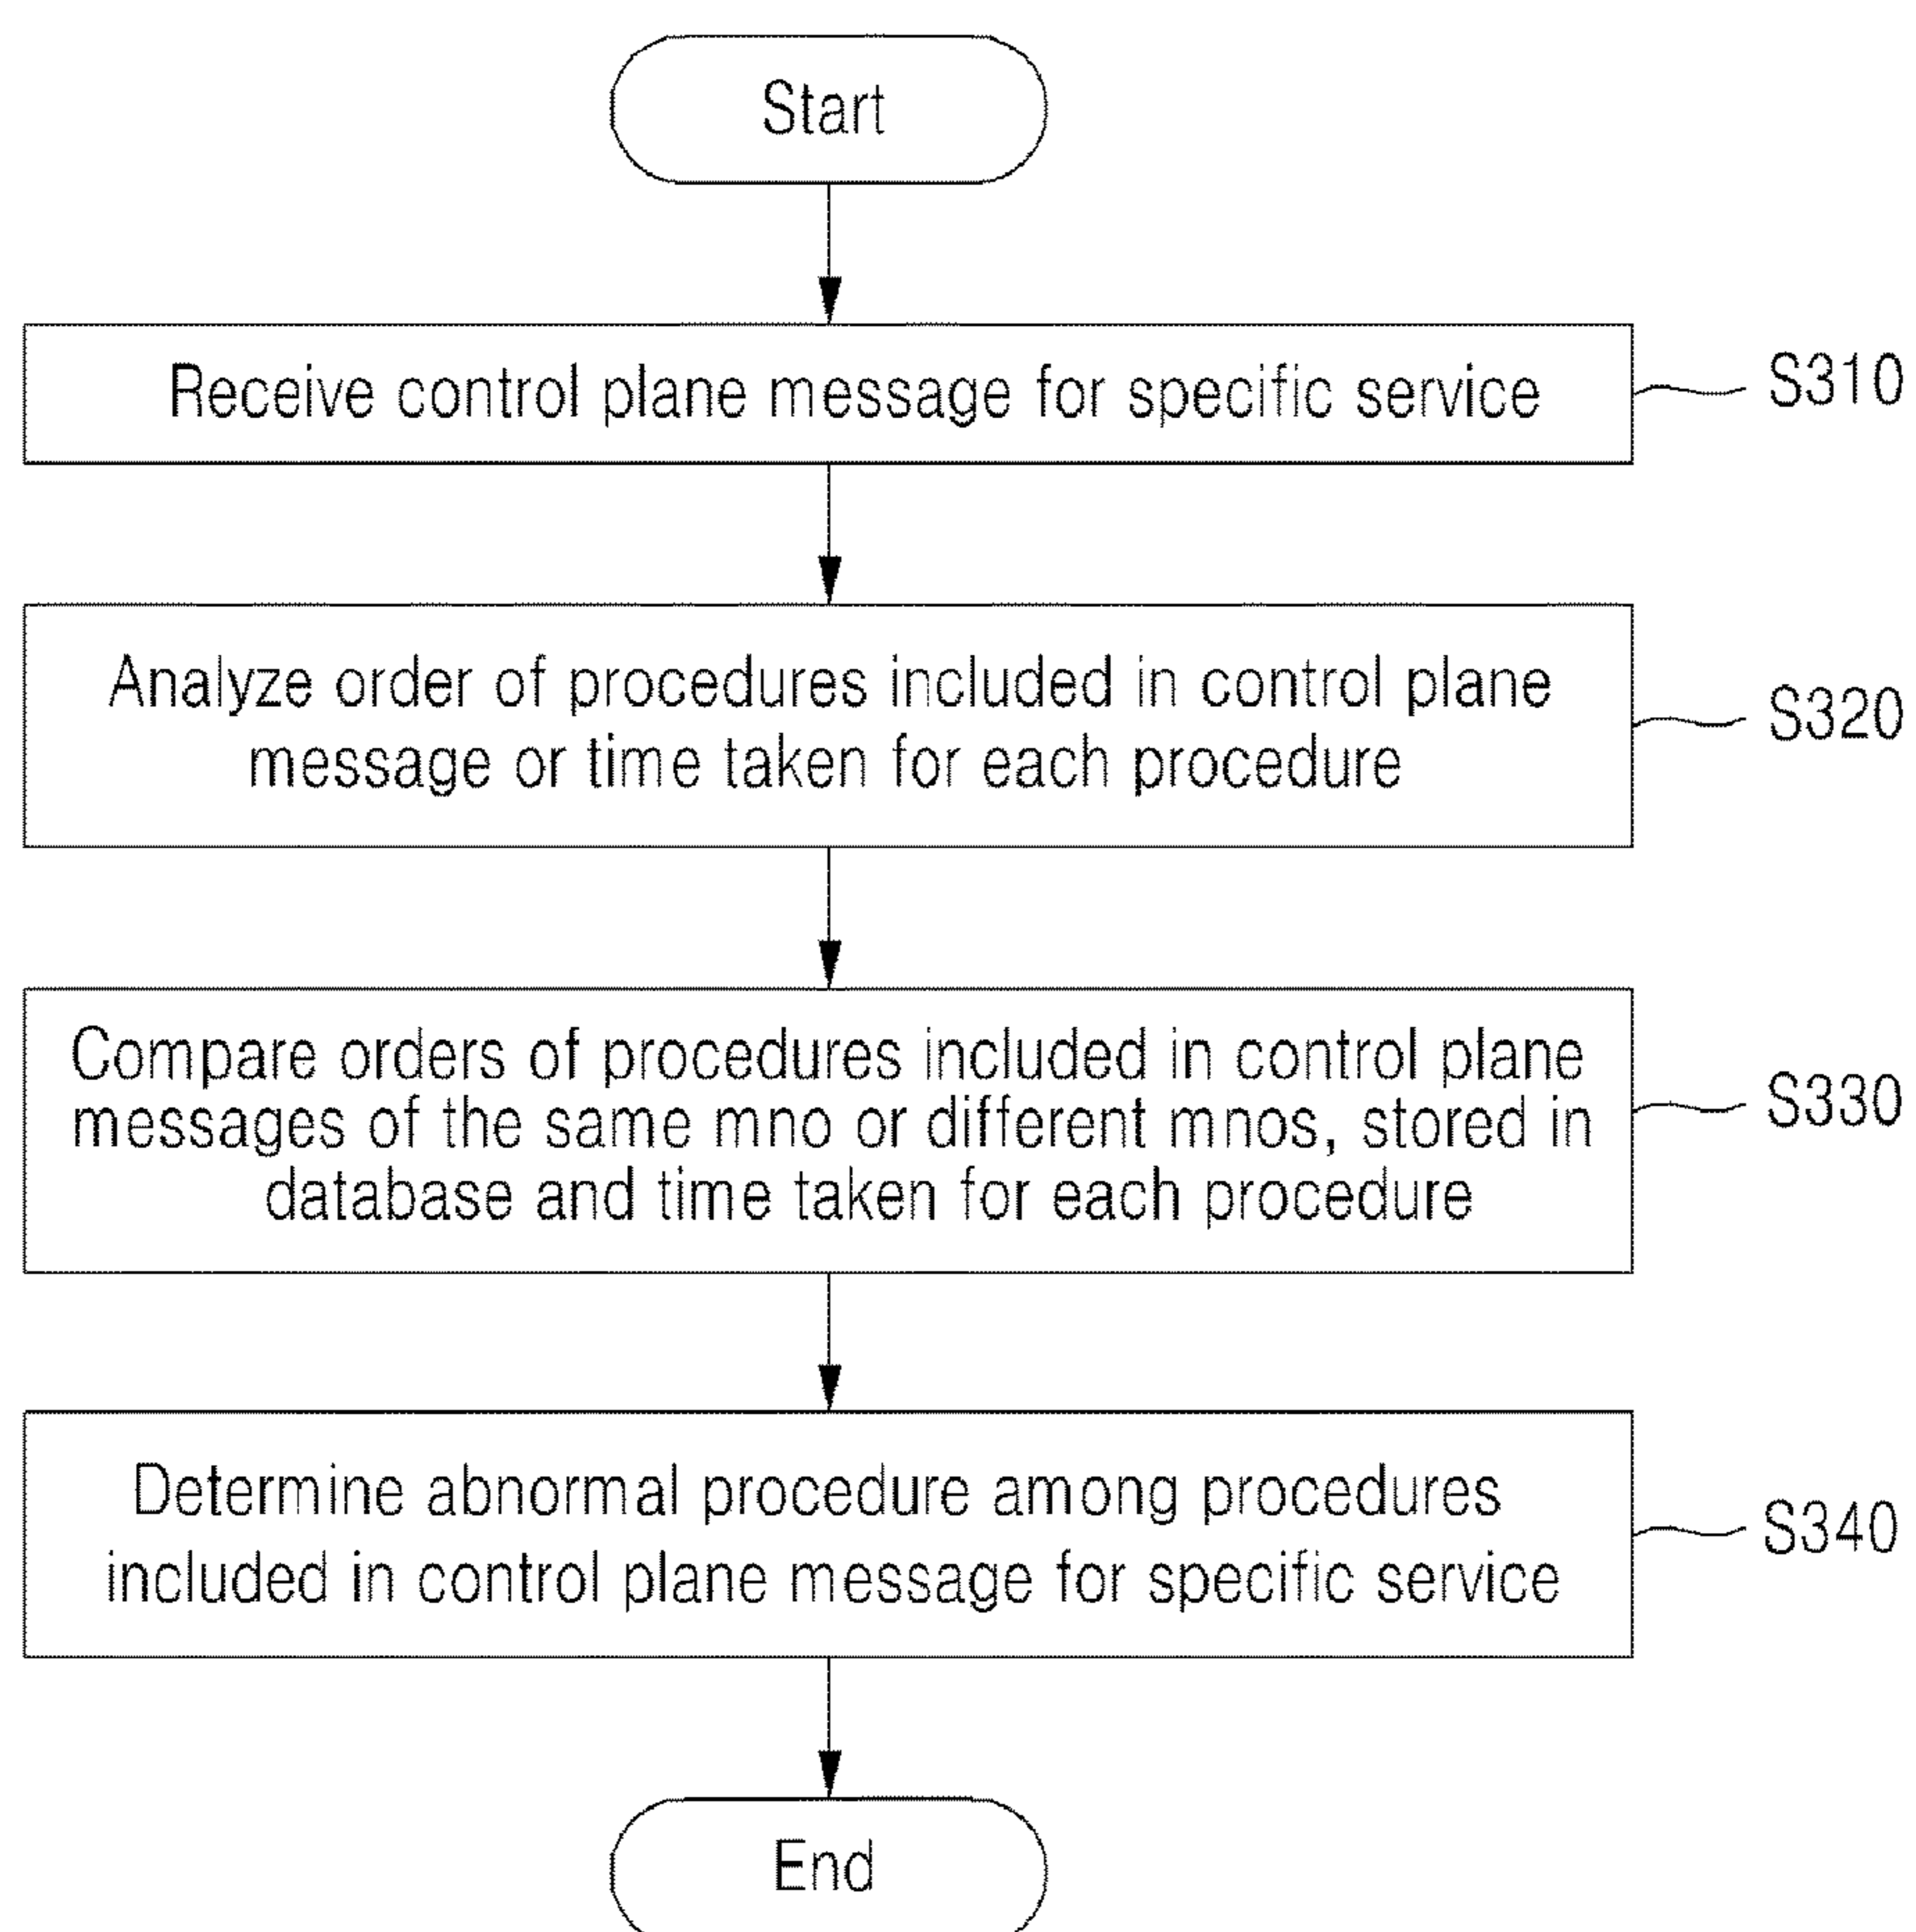 Start
Receive control plane message for specific service
S310
Analyze order of procedures included in control plane
message or time taken for each procedure
S320
Compare orders of procedures included in control plane
messages of the same mno or different mnos, stored in
database and time taken for each procedure
S330
Determine abnormal procedure among procedures
included in control plane message for specific service
S340
End